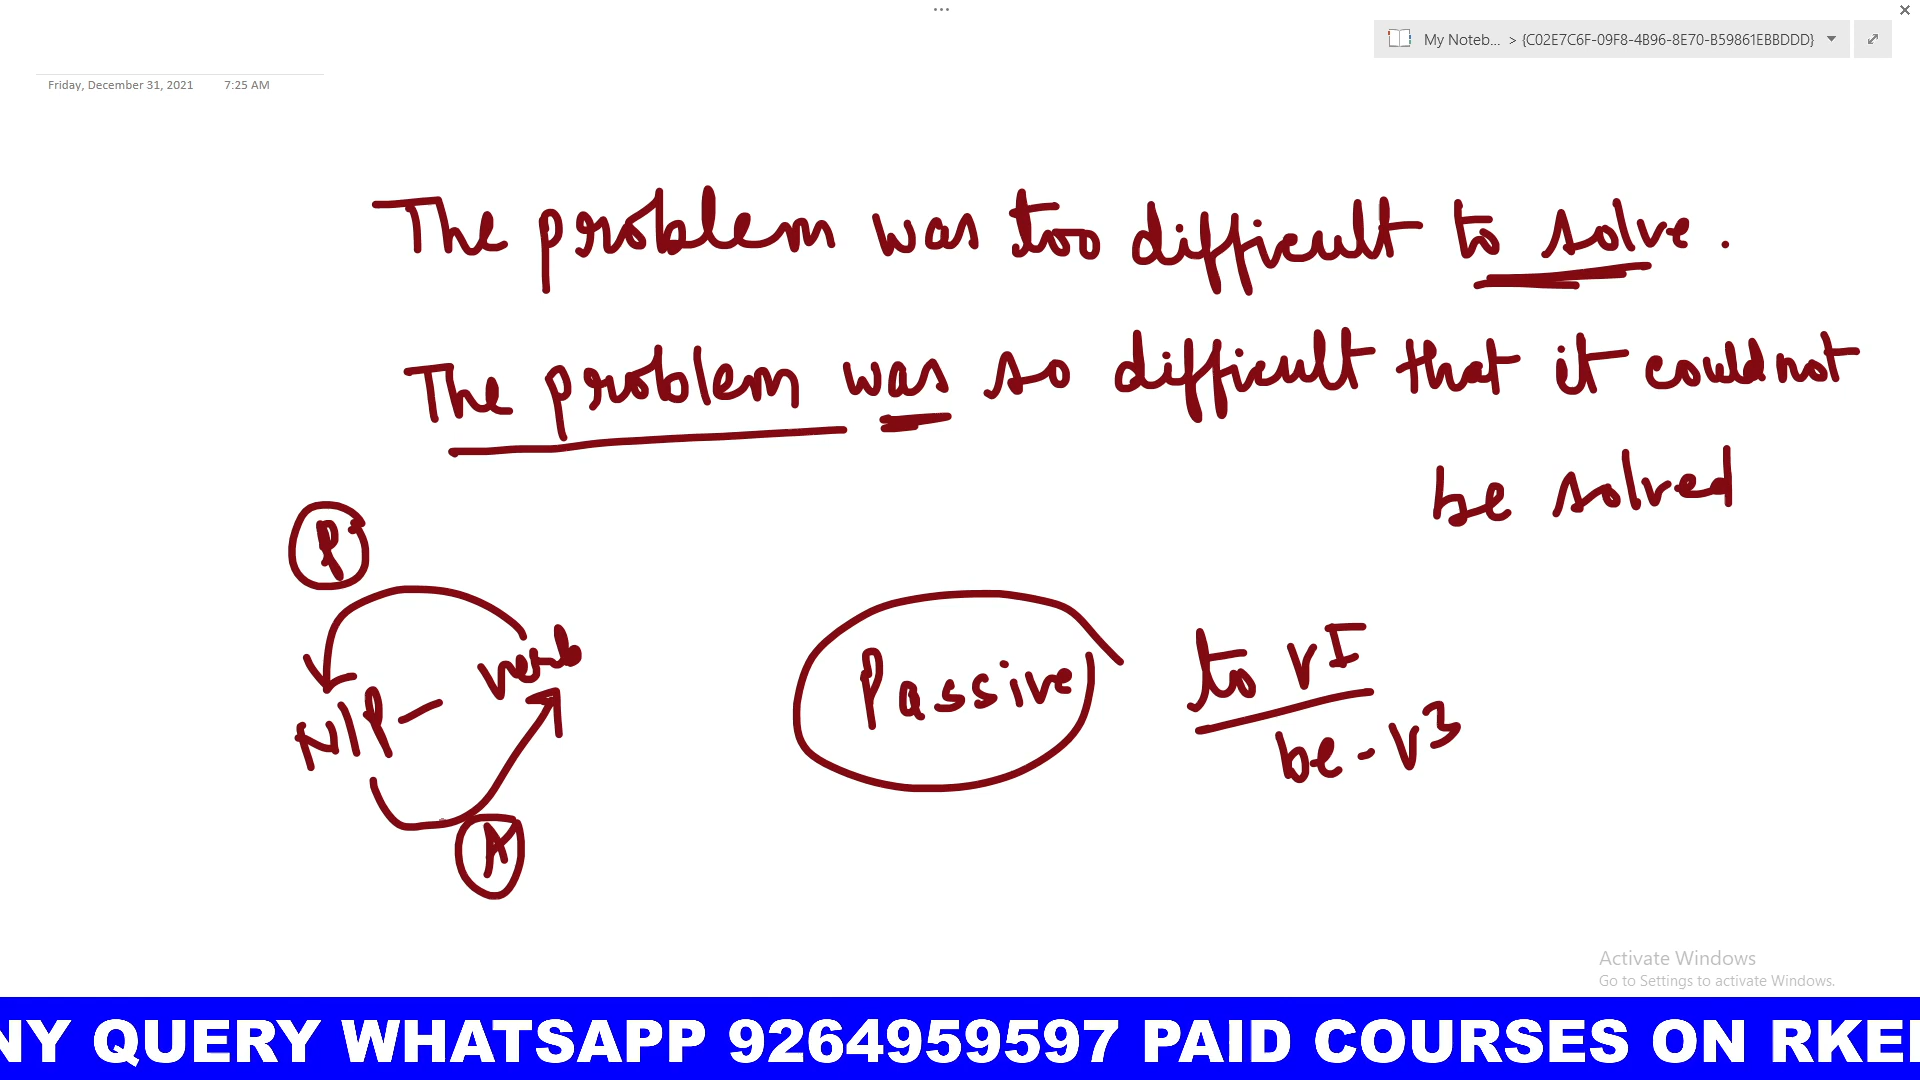 ...
My Noteb... > {C02E7C6F-09F8-4B96-8E70-B59861EBBDDD}
Friday, December 31, 2021 7:25 AM
The problem was too difficult to solve.
The problem was so difficult that it could not
be solved
P
N/P - verb
A
Passive
to VI
be - V3
Activate Windows
Go to Settings to activate Windows.
NY QUERY WHATSAPP 9264959597 PAID COURSES ON RKE